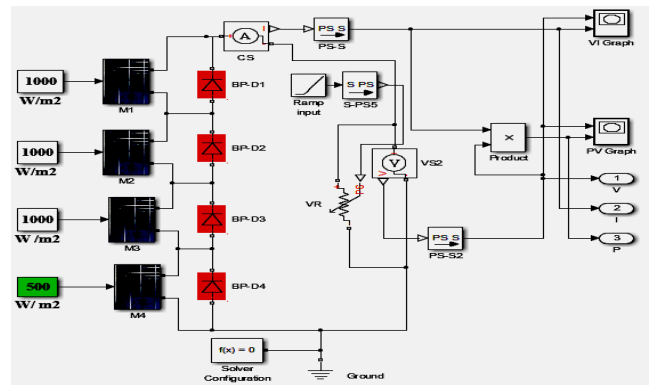 1000
W/m2
M1
1000
W/m2
M2
1000
W/m2
M3
500
W/ m2
M4
BP-D1
BP-D2
BP-D3
BP-D4
A
I
CS
PS S
PS-S
Ramp
input
S PS
S-PS5
VR
PS
V
V
VS2
PS S
PS-S2
×
Product
VI Graph
PV Graph
1
V
2
I
3
P
f(x) = 0
Solver
Configuration
Ground